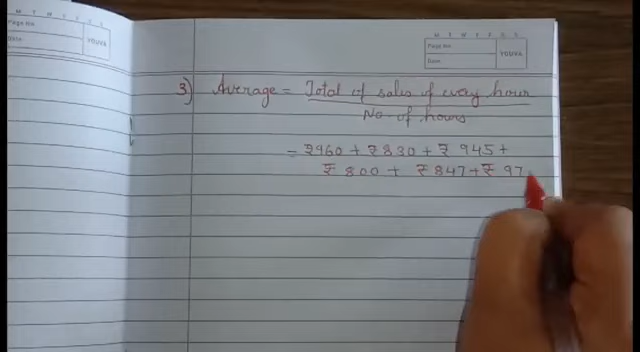 M T W T F S S
Page No.
Date
YOUVA
M T W T F S S
Page No.
Date
YOUVA
3) Average = Total of sales of every hour
No of hours
= ₹960 + ₹830 + ₹945 +
₹800 + ₹847 + ₹97